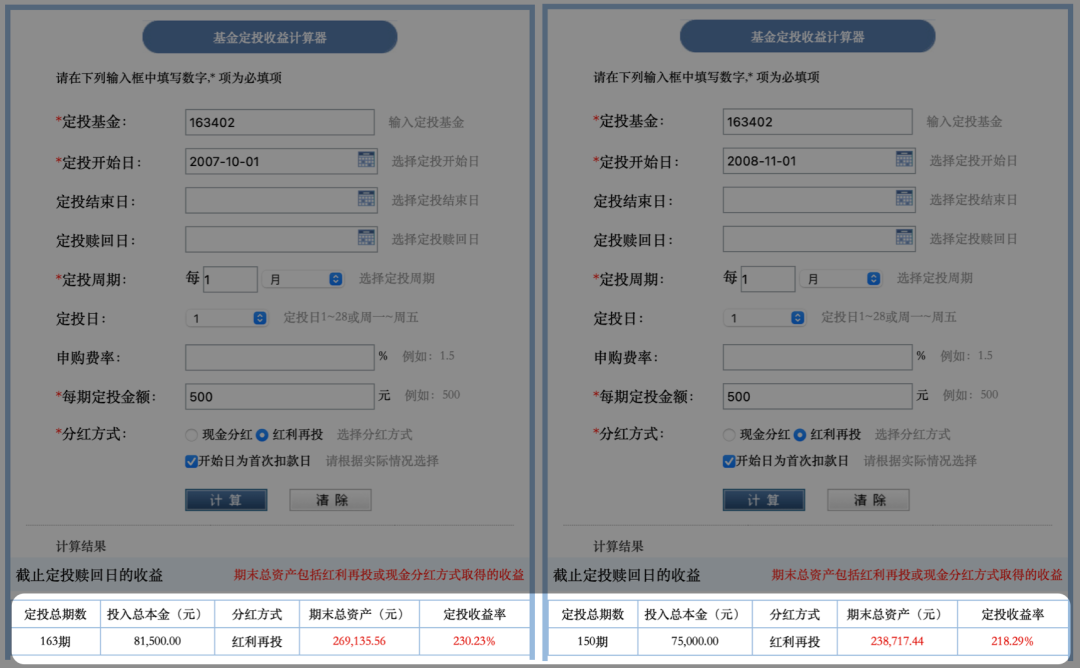 基金定投收益计算器
请在下列输入框中填写数字,* 项为必填项
*定投基金: 163402 输入定投基金
*定投开始日: 2007-10-01 选择定投开始日
定投结束日: 选择定投结束日
定投赎回日: 选择定投赎回日
*定投周期: 每 1 月 选择定投周期
定投日: 1 定投日1~28或周一~周五
申购费率: % 例如: 1.5
*每期定投金额: 500 元 例如: 500
*分红方式: 现金分红 红利再投 选择分红方式
开始日为首次扣款日 请根据实际情况选择
计 算 清 除
计算结果
截止定投赎回日的收益 期末总资产包括红利再投或现金分红方式取得的收益
定投总期数 投入总本金（元） 分红方式 期末总资产（元） 定投收益率
163期 81,500.00 红利再投 269,135.56 230.23%
基金定投收益计算器
请在下列输入框中填写数字,* 项为必填项
*定投基金: 163402 输入定投基金
*定投开始日: 2008-11-01 选择定投开始日
定投结束日: 选择定投结束日
定投赎回日: 选择定投赎回日
*定投周期: 每 1 月 选择定投周期
定投日: 1 定投日1~28或周一~周五
申购费率: % 例如: 1.5
*每期定投金额: 500 元 例如: 500
*分红方式: 现金分红 红利再投 选择分红方式
开始日为首次扣款日 请根据实际情况选择
计 算 清 除
计算结果
截止定投赎回日的收益 期末总资产包括红利再投或现金分红方式取得的收益
定投总期数 投入总本金（元） 分红方式 期末总资产（元） 定投收益率
150期 75,000.00 红利再投 238,717.44 218.29%